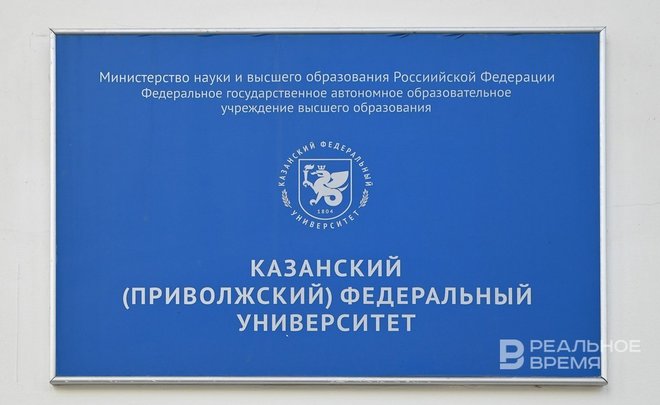 Министерство науки и высшего образования Россиийской Федерации
Федеральное государственное автономное образовательное
учреждение высшего образования
КАЗАНСКИЙ ФЕДЕРАЛЬНЫЙ
1804
УНИВЕРСИТЕТ
КАЗАНСКИЙ
(ПРИВОЛЖСКИЙ) ФЕДЕРАЛЬНЫЙ
УНИВЕРСИТЕТ
РЕАЛЬНОЕ
ВРЕМЯ